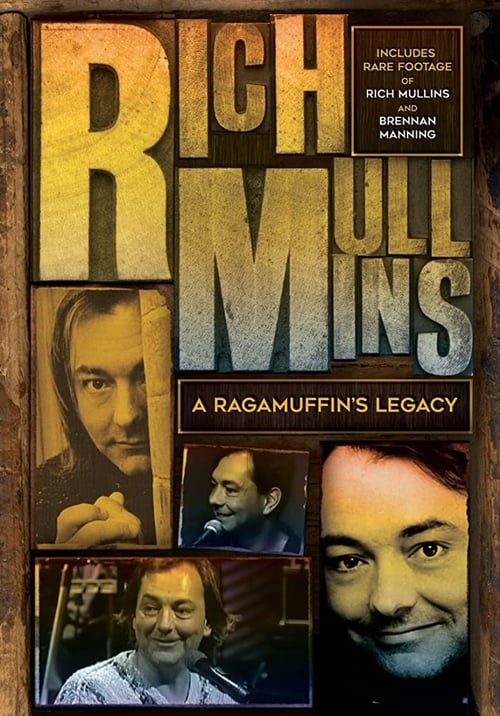 RICH
MULLINS
INCLUDES
RARE FOOTAGE
OF
RICH MULLINS
AND
BRENNAN
MANNING
A RAGAMUFFIN'S LEGACY